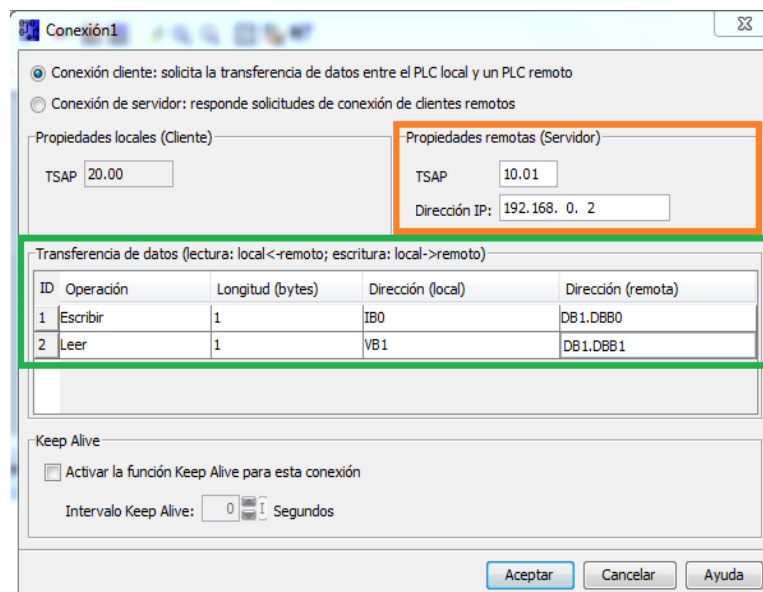 Conexión1
Conexión cliente: solicita la transferencia de datos entre el PLC local y un PLC remoto
Conexión de servidor: responde solicitudes de conexión de clientes remotos
Propiedades locales (Cliente)
TSAP 20.00
Propiedades remotas (Servidor)
TSAP 10.01
Dirección IP: 192.168. 0. 2
Transferencia de datos (lectura: local<-remoto; escritura: local->remoto)
ID Operación Longitud (bytes) Dirección (local) Dirección (remota)
1 Escribir 1 IB0 DB1.DBB0
2 Leer 1 VB1 DB1.DBB1
Keep Alive
Activar la función Keep Alive para esta conexión
Intervalo Keep Alive: 0 Segundos
Aceptar Cancelar Ayuda